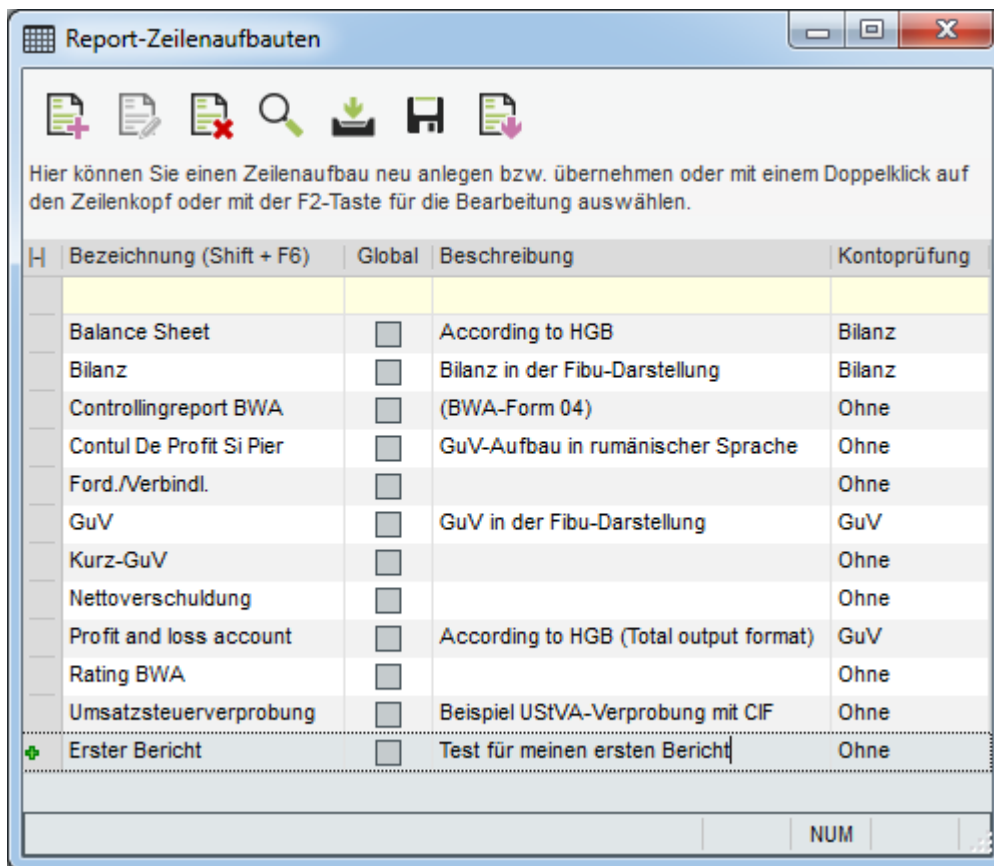 Report-Zeilenaufbauten
Hier können Sie einen Zeilenaufbau neu anlegen bzw. übernehmen oder mit einem Doppelklick auf
den Zeilenkopf oder mit der F2-Taste für die Bearbeitung auswählen.
Bezeichnung (Shift + F6) Global Beschreibung Kontoprüfung
Balance Sheet According to HGB Bilanz
Bilanz Bilanz in der Fibu-Darstellung Bilanz
Controllingreport BWA (BWA-Form 04) Ohne
Contul De Profit Si Pier GuV-Aufbau in rumänischer Sprache Ohne
Ford./Verbindl. Ohne
GuV GuV in der Fibu-Darstellung GuV
Kurz-GuV Ohne
Nettoverschuldung Ohne
Profit and loss account According to HGB (Total output format) GuV
Rating BWA Ohne
Umsatzsteuerverprobung Beispiel UStVA-Verprobung mit CIF Ohne
Erster Bericht Test für meinen ersten Bericht Ohne
NUM